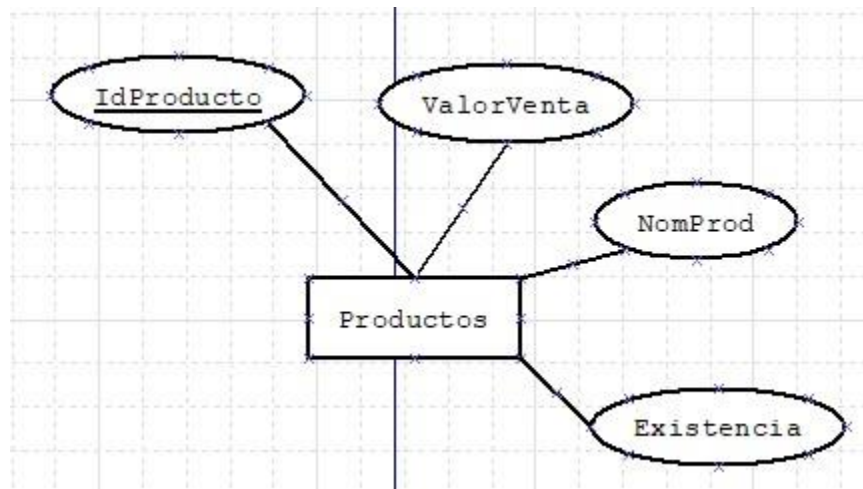 IdProducto
ValorVenta
NomProd
Productos
Existencia